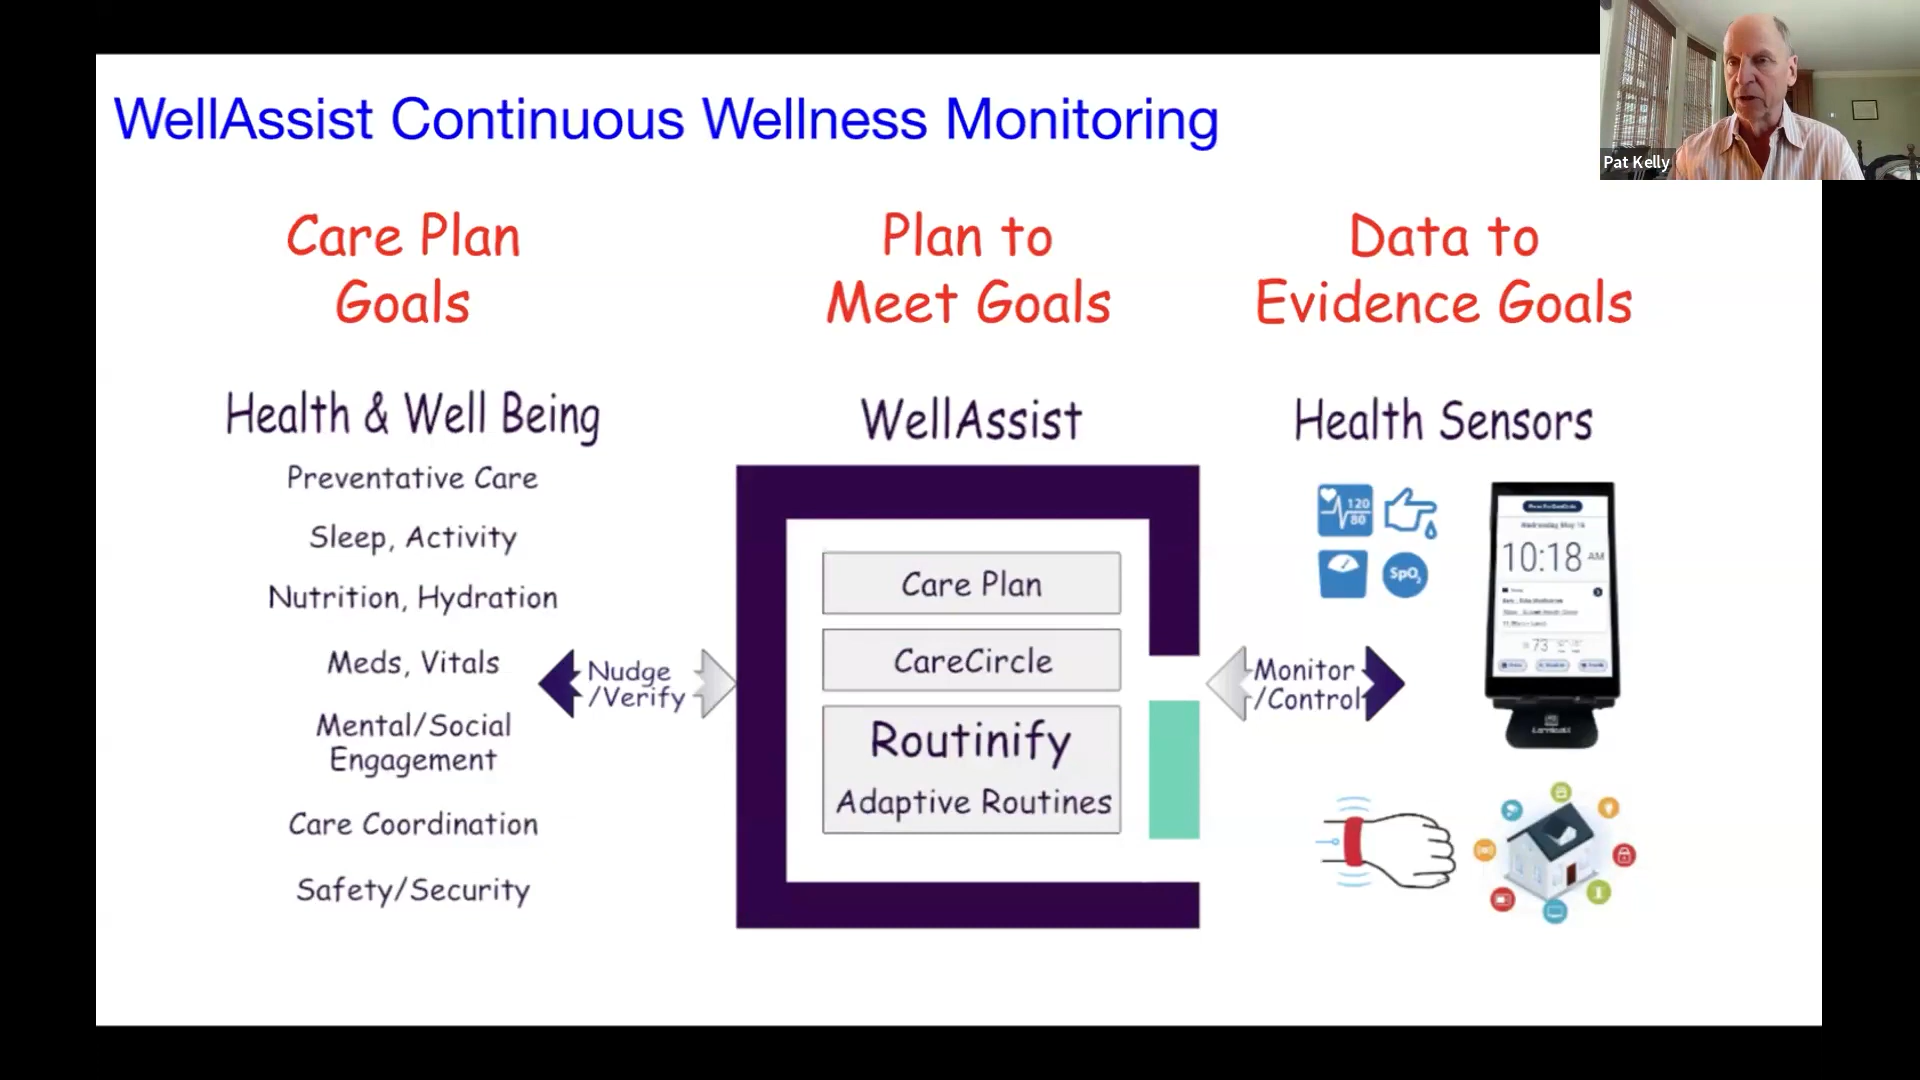 WellAssist Continuous Wellness Monitoring
Pat Kelly
Care Plan
Goals
Plan to
Meet Goals
Data to
Evidence Goals
Health & Well Being
Preventative Care
Sleep, Activity
Nutrition, Hydration
Meds, Vitals
Mental/Social
Engagement
Care Coordination
Safety/Security
Nudge
/Verify
WellAssist
Care Plan
CareCircle
Routinify
Adaptive Routines
Monitor
/Control
Health Sensors
120
80
SpO2
10:18 AM
73